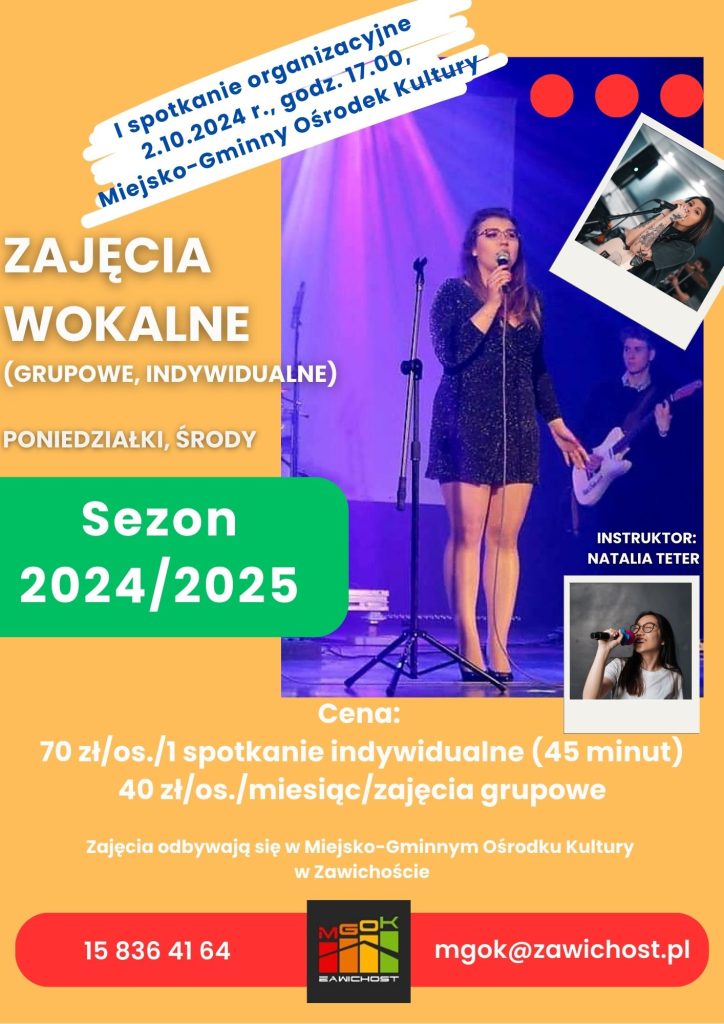 I spotkanie organizacyjne
2.10.2024 r., godz. 17.00,
Miejsko-Gminny Ośrodek Kultury
ZAJĘCIA
WOKALNE
(GRUPOWE, INDYWIDUALNE)
PONIEDZIAŁKI, ŚRODY
Sezon
2024/2025
INSTRUKTOR:
NATALIA TETER
Cena:
70 zł/os./1 spotkanie indywidualne (45 minut)
40 zł/os./miesiąc/zajęcia grupowe
Zajęcia odbywają się w Miejsko-Gminnym Ośrodku Kultury
w Zawichoście
15 836 41 64
MGOK
ZAWICHOST
mgok@zawichost.pl